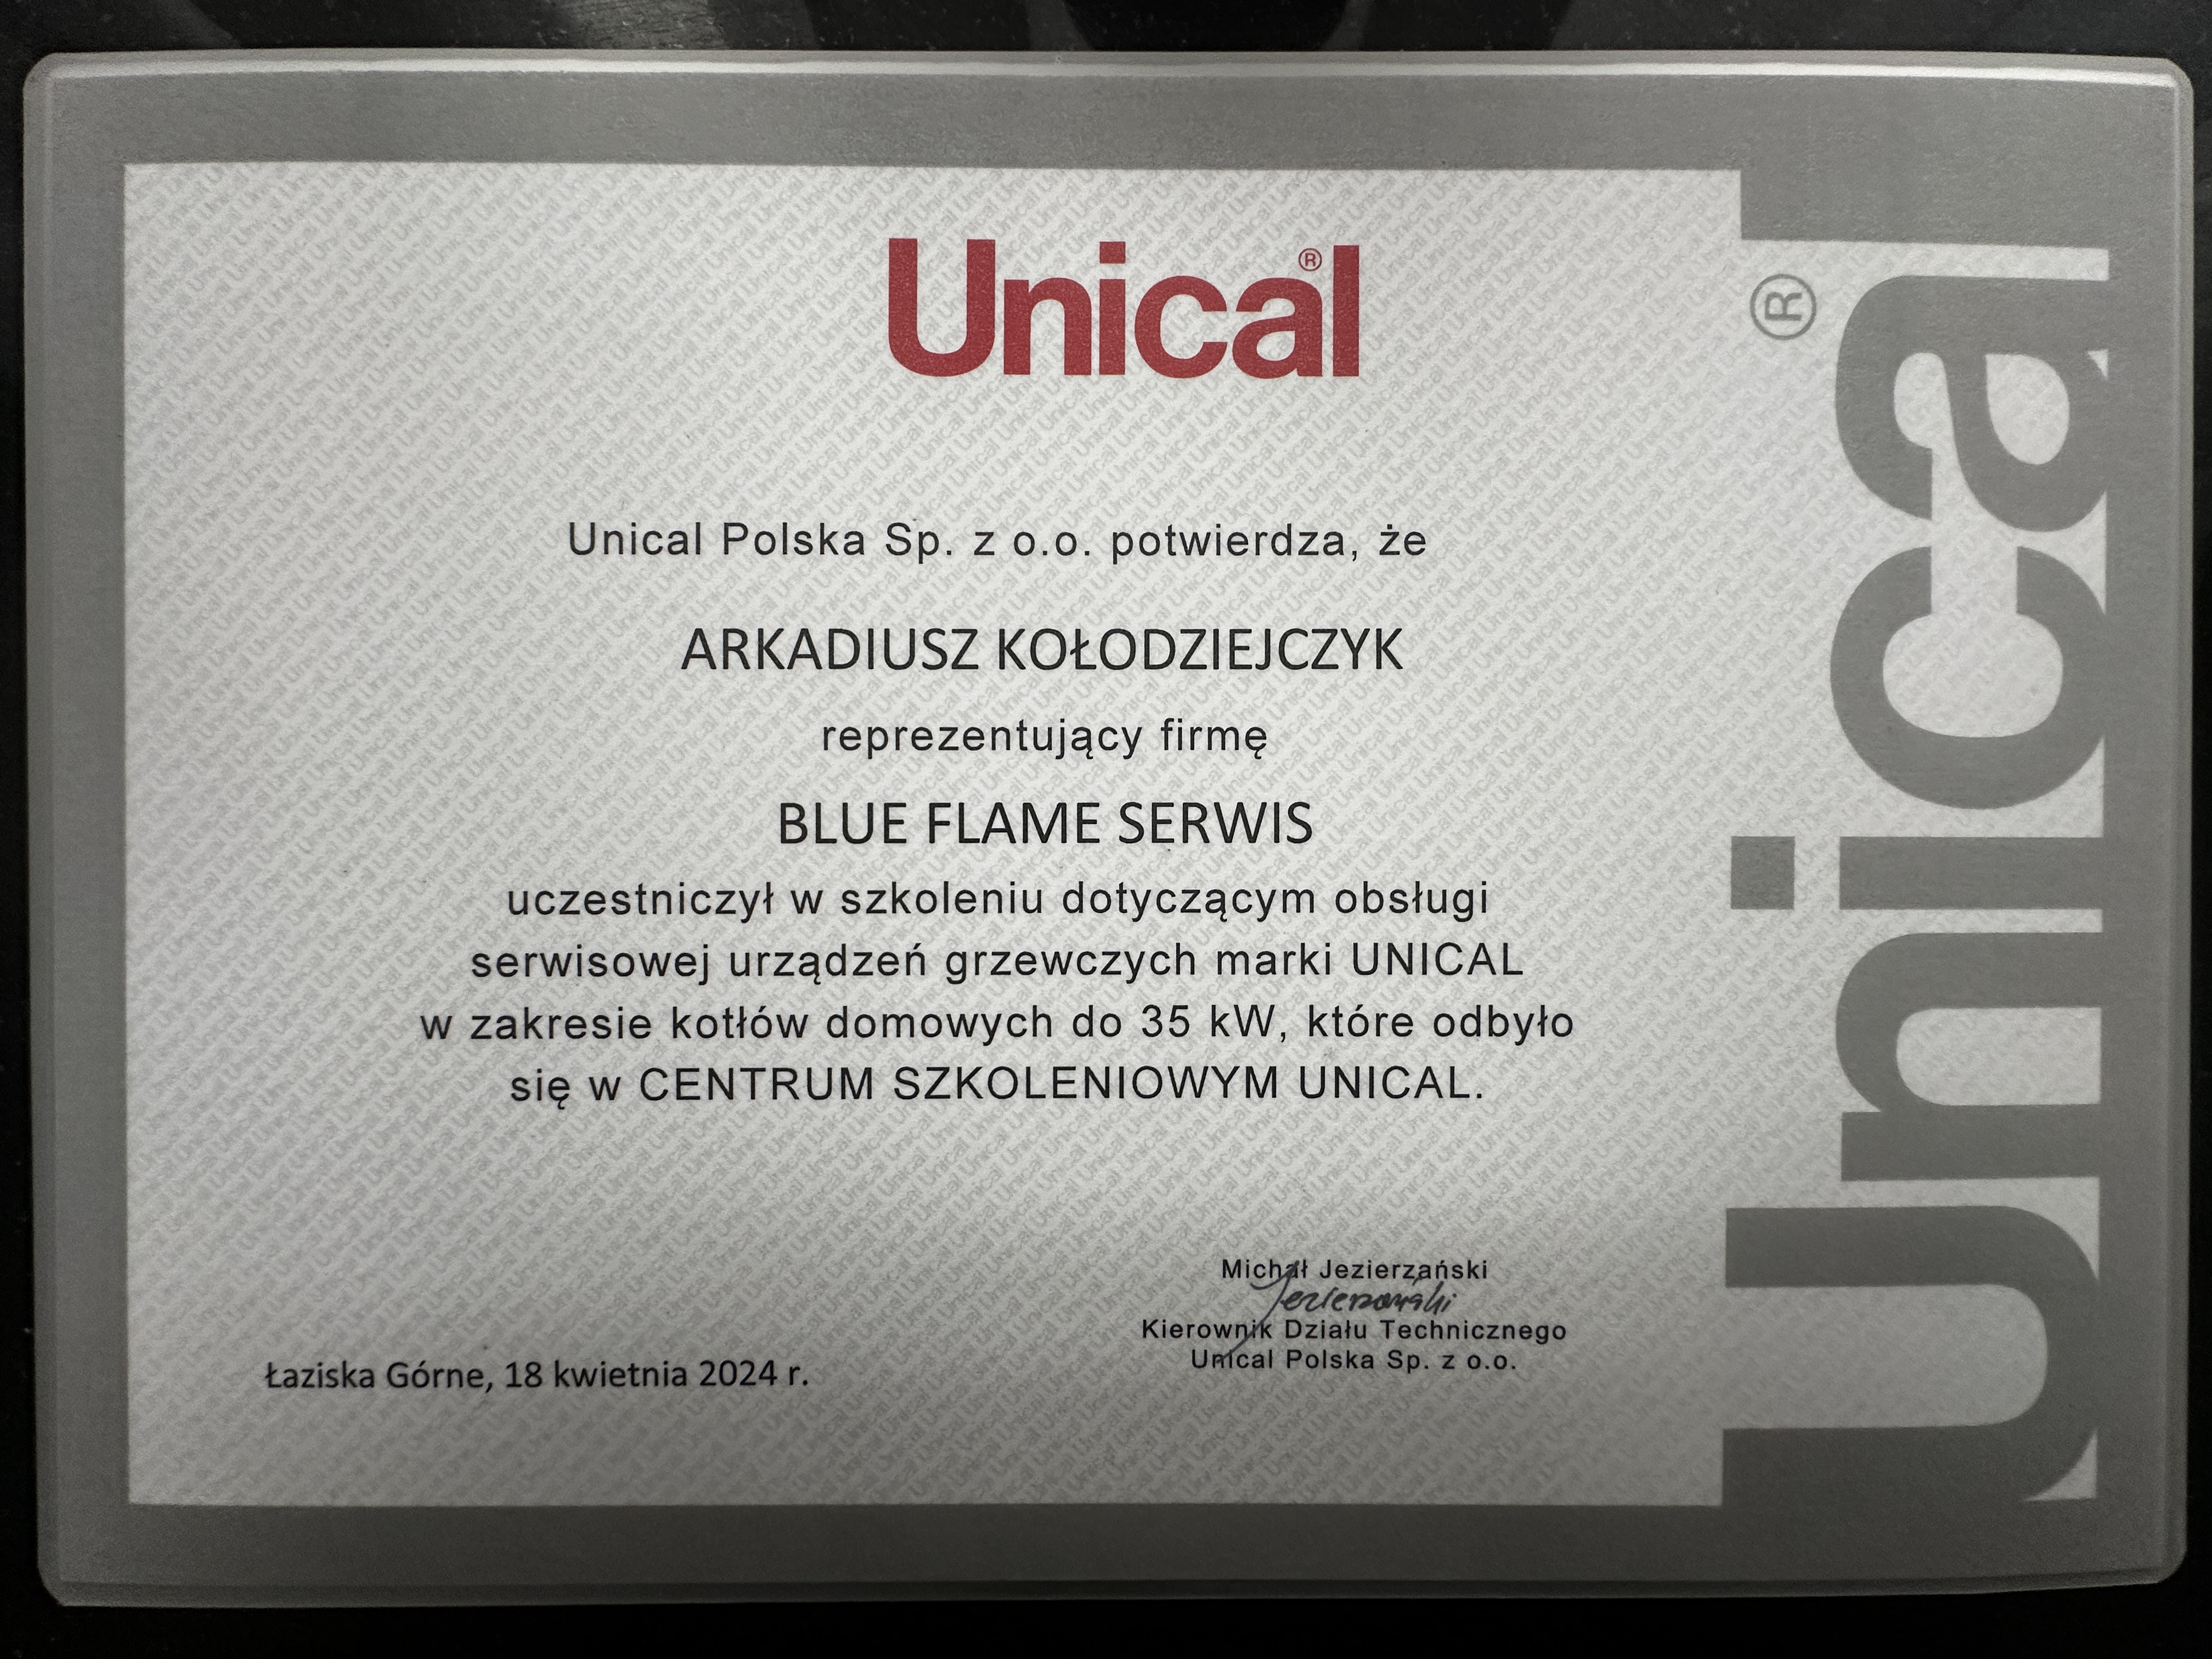 Unical®
Unical Polska Sp. z o.o. potwierdza, że
ARKADIUSZ KOŁODZIEJCZYK
reprezentujący firmę
BLUE FLAME SERWIS
uczestniczył w szkoleniu dotyczącym obsługi
serwisowej urządzeń grzewczych marki UNICAL
w zakresie kotłów domowych do 35 kW, które odbyło
się w CENTRUM SZKOLENIOWYM UNICAL.
Michał Jezierzański
Jezierzański
Kierownik Działu Technicznego
Unical Polska Sp. z o.o.
Łaziska Górne, 18 kwietnia 2024 r.
Unical®